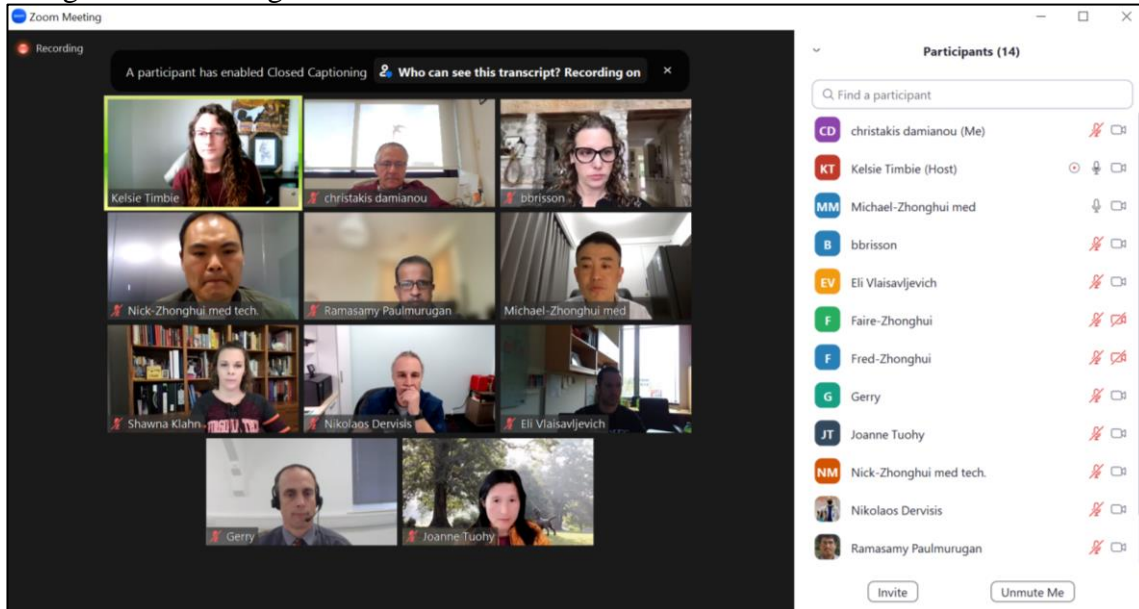 Zoom Meeting
Recording
A participant has enabled Closed Captioning Who can see this transcript? Recording on
Kelsie Timbie
christakis damianou
bbrisson
Nick-Zhonghui med tech.
Ramasamy Paulmurugan
Michael-Zhonghui med
Shawna Klahn
Nikolaos Dervisis
Eli Vlaisavljevich
Gerry
Joanne Tuohy
Participants (14)
Find a participant
CD christakis damianou (Me)
KT Kelsie Timbie (Host)
MM Michael-Zhonghui med
B bbrisson
EV Eli Vlaisavljevich
F Faire-Zhonghui
F Fred-Zhonghui
G Gerry
JT Joanne Tuohy
NM Nick-Zhonghui med tech.
Nikolaos Dervisis
Ramasamy Paulmurugan
Invite
Unmute Me